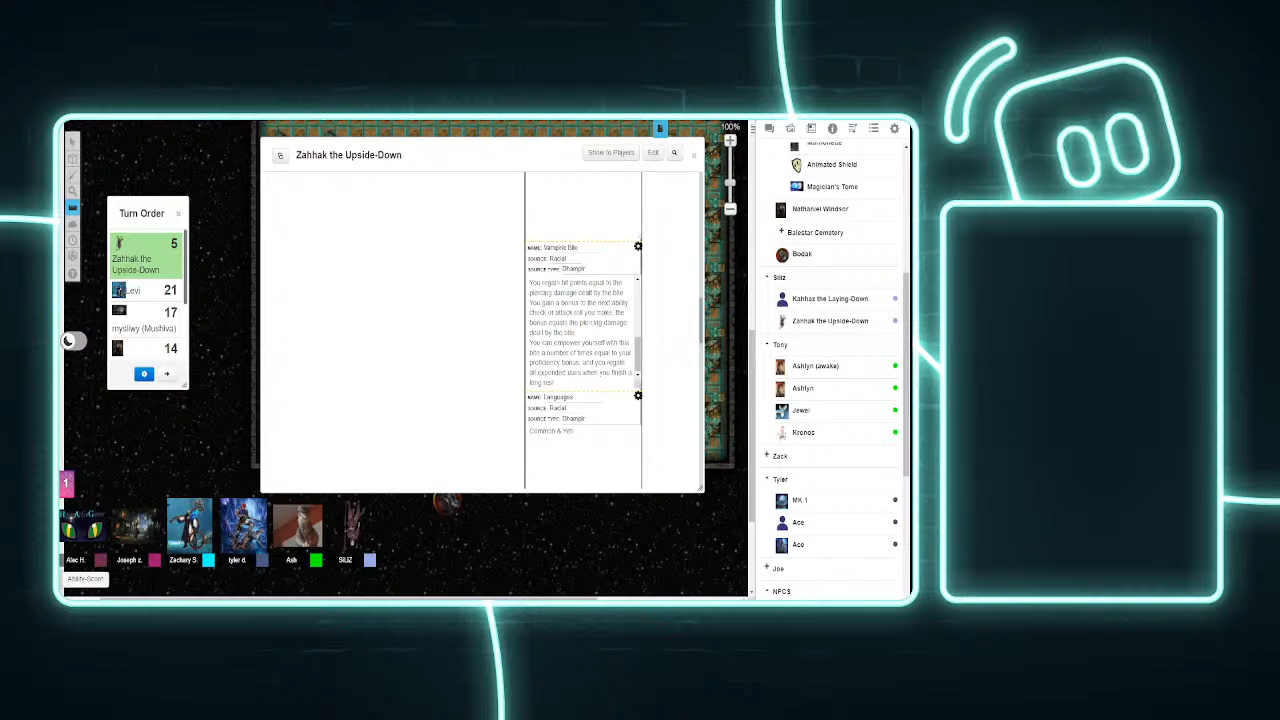 100%
Zahhak the Upside-Down
Show to Players
Edit
Turn Order
5
Zahhak the
Upside-Down
Levi
21
17
myśliwy (Mushiva)
14
NAME: Vampiric Bite
SOURCE: Racial
SOURCE TYPE: Dhampir
You regain hit points equal to the
piercing damage dealt by the bite
You gain a bonus to the next ability
check or attack roll you make; the
bonus equals the piercing damage
dealt by the bite
You can empower yourself with this
bite a number of times equal to your
proficiency bonus, and you regain
all expended uses when you finish a
long rest
NAME: Languages
SOURCE: Racial
SOURCE TYPE: Dhampir
Marionette
Animated Shield
Magician's Tome
Nathaniel Windsor
Balestar Cemetery
Bodak
Siliz
Kahhaz the Laying-Down
Zahhak the Upside-Down
Tony
Ashlyn (awake)
Ashlyn
Jewel
Kronos
Zack
Tyler
MK 1
Ace
Ace
Joe
NPCS
1
Alec H.
Joseph z.
Zachary S.
tyler d.
Ash
SiLIZ
Ability-Score